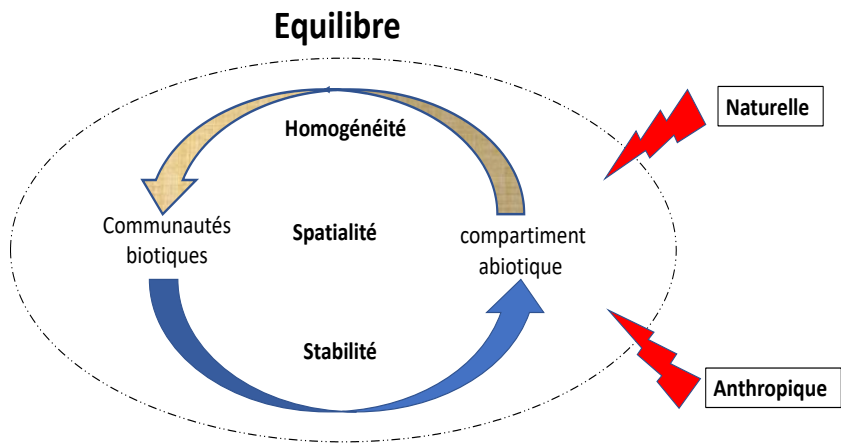 Equilibre
Homogénéité
Naturelle
Communautés
biotiques
Spatialité
compartiment
abiotique
Stabilité
Anthropique